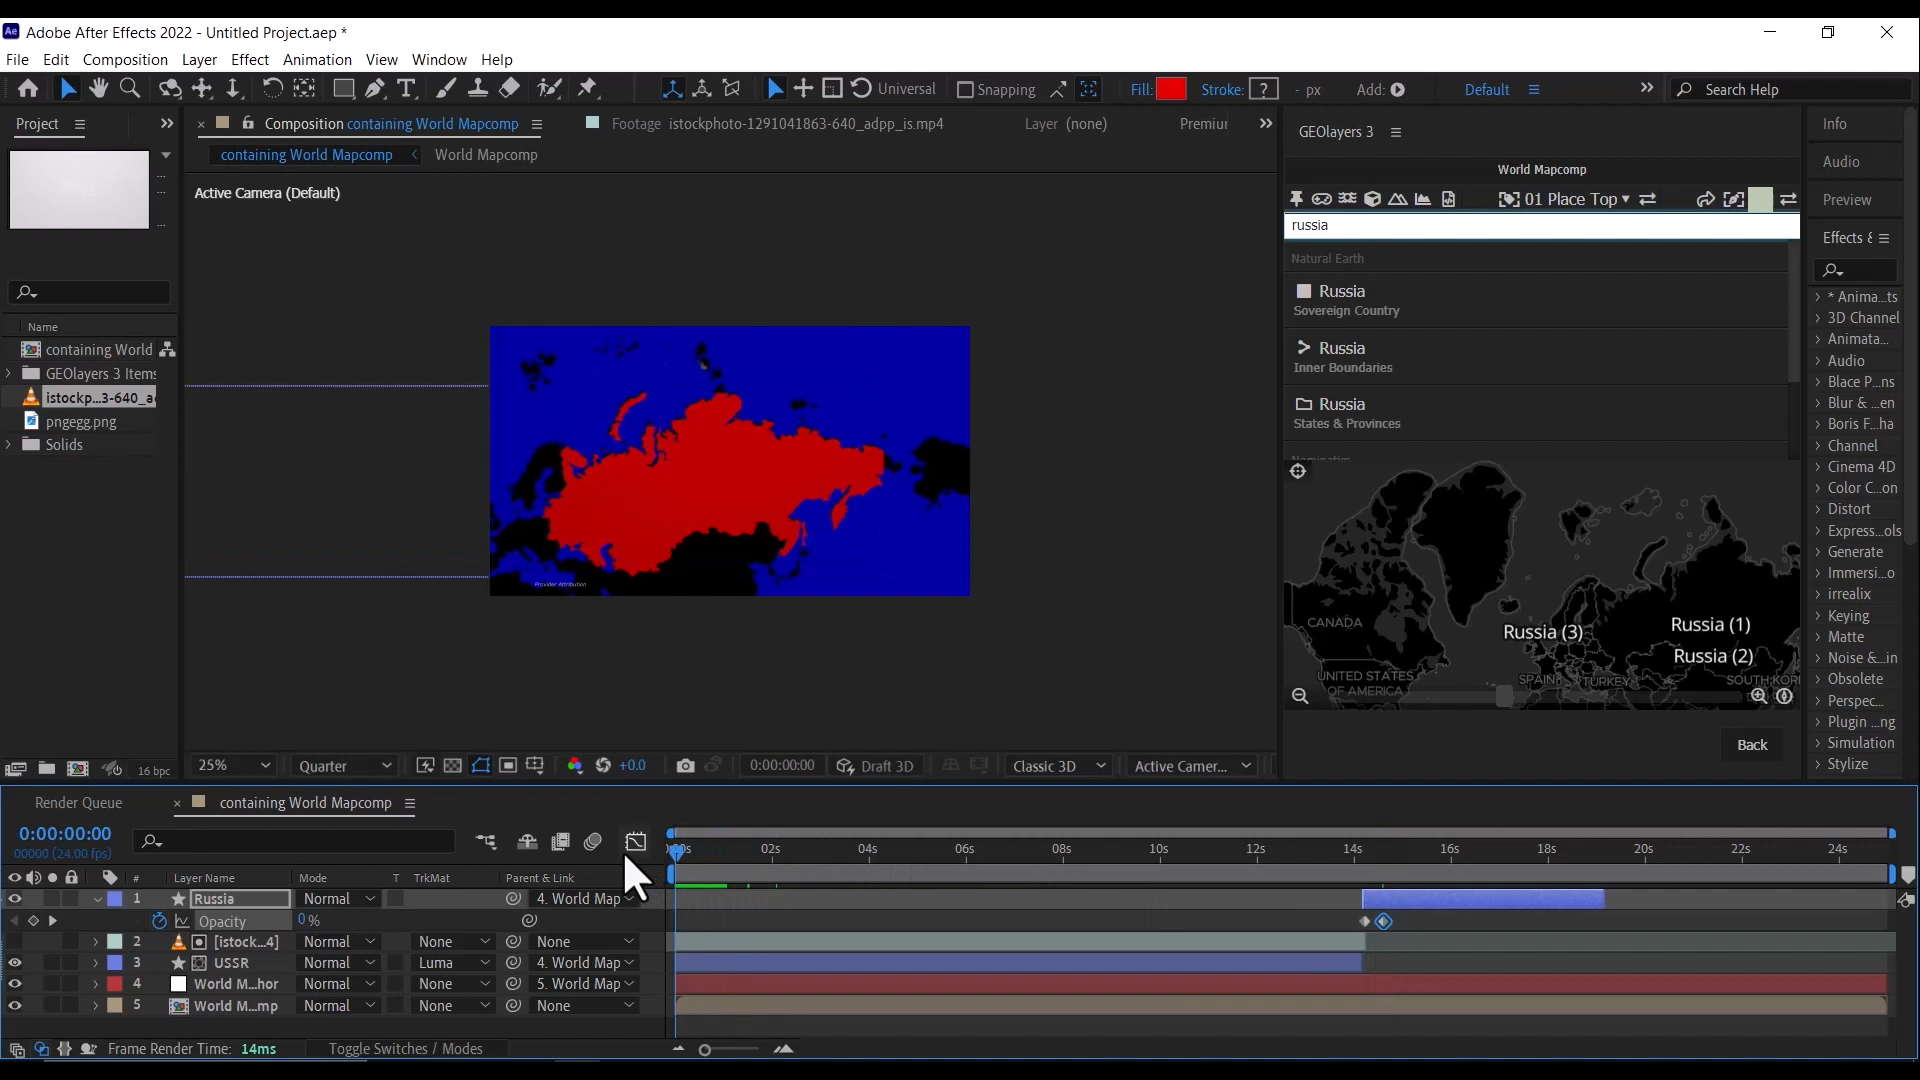 Adobe After Effects 2022 - Untitled Project.aep *
File Edit Composition Layer Effect Animation View Window Help
Universal Snapping Fill: Stroke: ? - px Add: Default Search Help
Project
Composition containing World Mapcomp
Footage istockphoto-1291041863-640_adpp_is.mp4
Layer (none)
Premiur
containing World Mapcomp < World Mapcomp
Active Camera (Default)
Name
containing World
GEOlayers 3 Items
istockp...3-640_a
pngegg.png
Solids
16 bpc
Provider Attribution
25% Quarter +0.0 0:00:00:00 Draft 3D Classic 3D Active Camer...
GEOlayers 3
World Mapcomp
01 Place Top
russia
Natural Earth
Russia
Sovereign Country
Russia
Inner Boundaries
Russia
States & Provinces
CANADA
UNITED STATES
OF AMERICA
Russia (3)
Russia (1)
Russia (2)
SPAIN
TURKEY
SOUTH KOR
Back
Info
Audio
Preview
Effects &
* Anima...ts
3D Channel
Animata...
Audio
Blace P...ns
Blur & ...en
Boris F...ha
Channel
Cinema 4D
Color C...on
Distort
Express...ols
Generate
Immersi...o
irrealix
Keying
Matte
Noise &...in
Obsolete
Perspec...
Plugin ...ng
Simulation
Stylize
Render Queue
containing World Mapcomp
0:00:00:00
00000 (24.00 fps)
00s 02s 04s 06s 08s 10s 12s 14s 16s 18s 20s 22s 24s
# Layer Name Mode T TrkMat Parent & Link
1 Russia Normal 4. World Map
Opacity 0%
2 [istock...4] Normal None None
3 USSR Normal Luma 4. World Map
4 World M...hor Normal None 5. World Map
5 World M...mp Normal None None
Frame Render Time: 14ms Toggle Switches / Modes